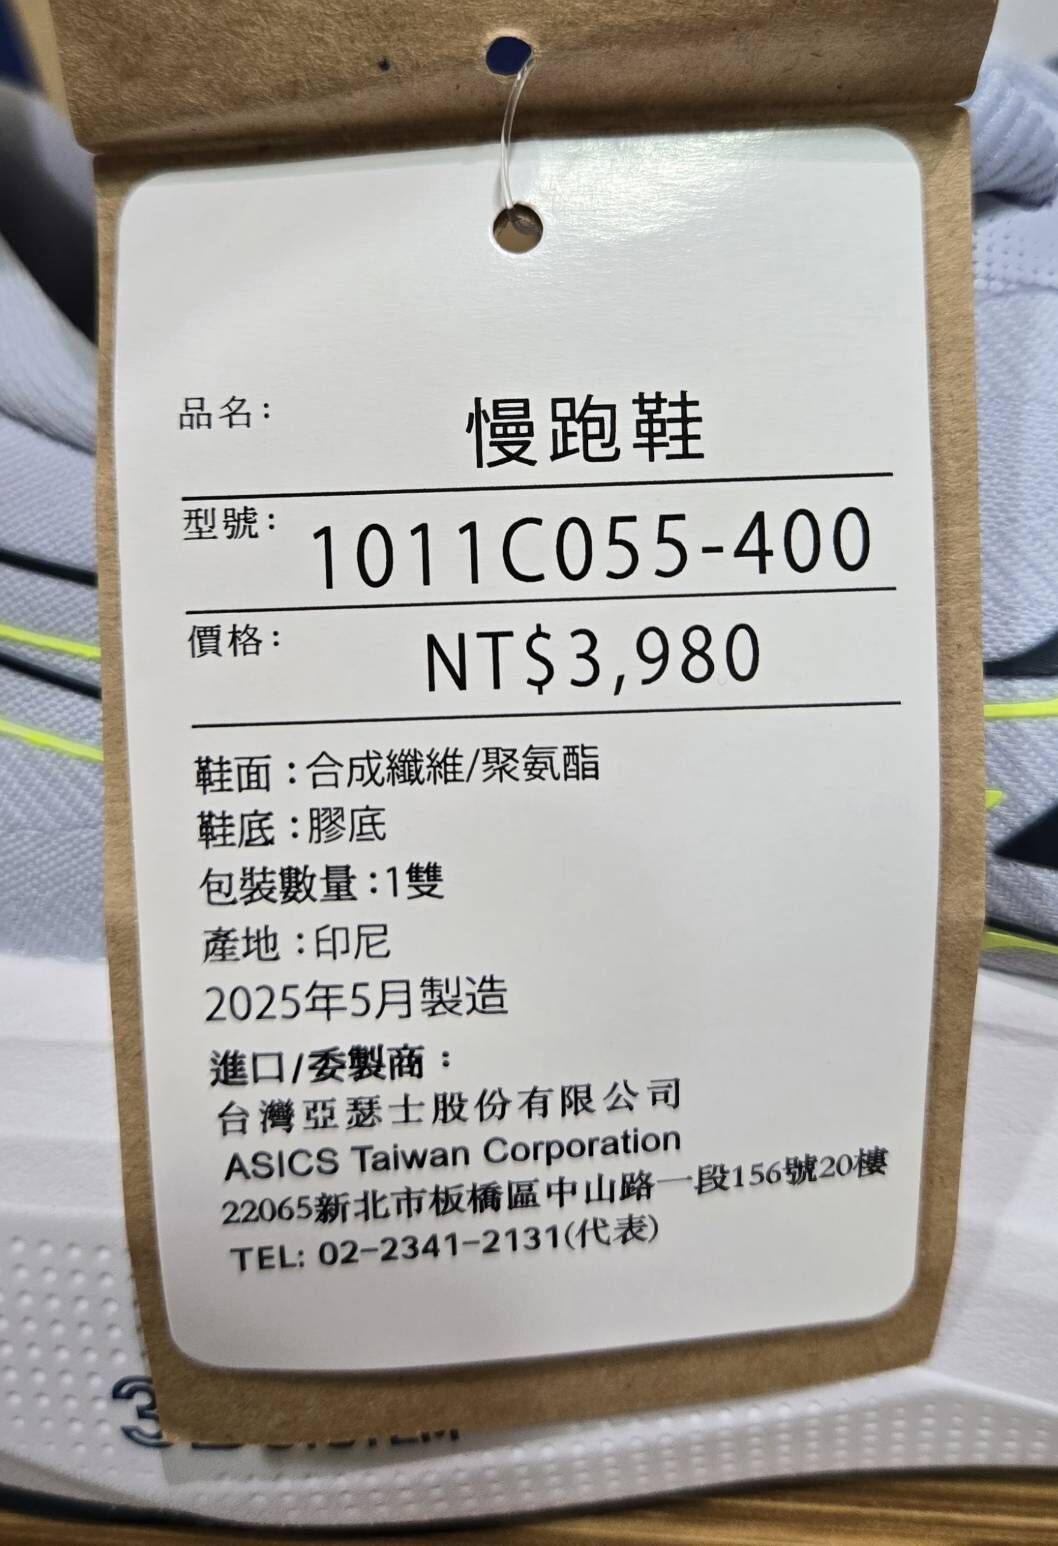 品名：
慢跑鞋
型號：
1011C055-400
價格：
NT$3,980
鞋面：合成纖維/聚氨酯
鞋底：膠底
包裝數量：1雙
產地：印尼
2025年5月製造
進口/委製商：
台灣亞瑟士股份有限公司
ASICS Taiwan Corporation
22065新北市板橋區中山路一段156號20樓
TEL: 02-2341-2131(代表)